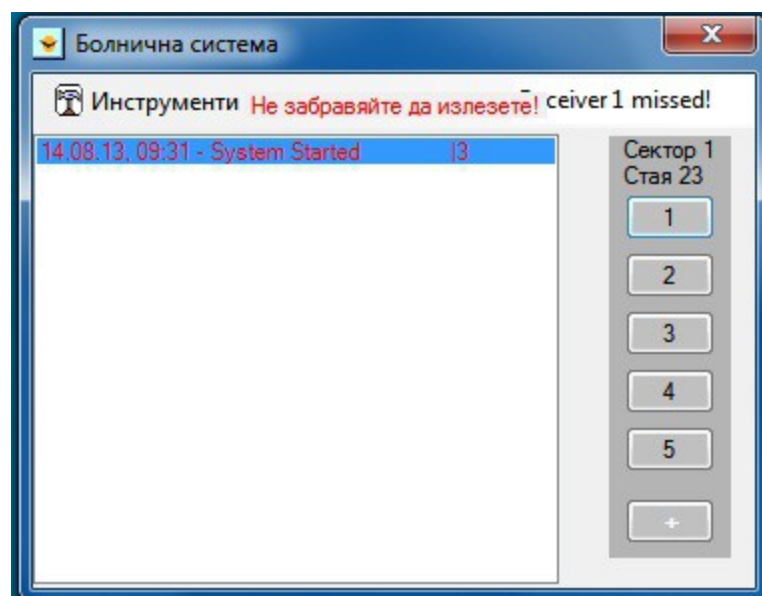 Болнична система
Инструменти Не забравяйте да излезете! ceiver 1 missed!
14.08.13, 09:31 - System Started |3
Сектор 1
Стая 23
1
2
3
4
5
+